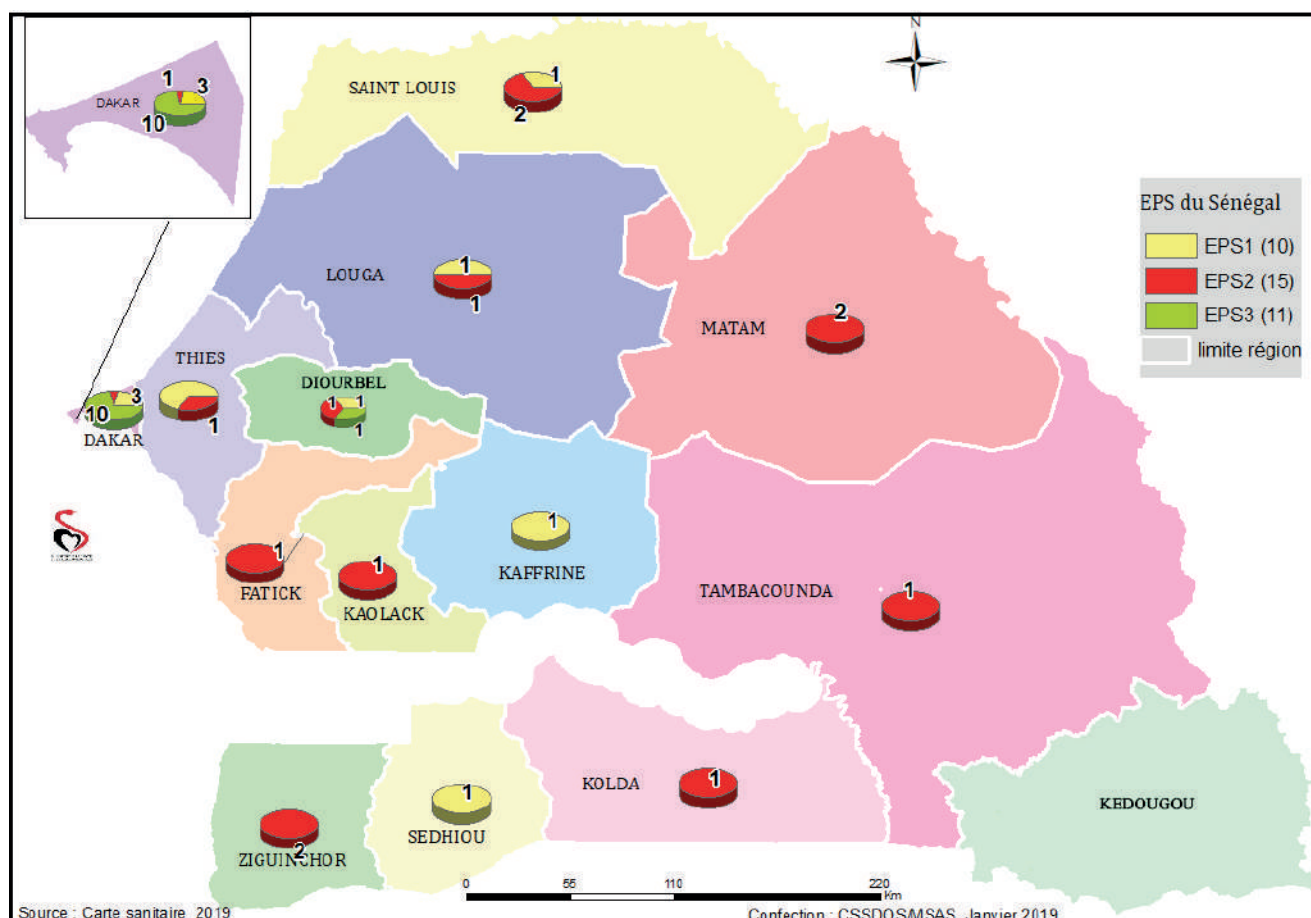 N
1
3
DAKAR
10
SAINT LOUIS
1
2
EPS du Sénégal
EPS1 (10)
EPS2 (15)
EPS3 (11)
limite région
LOUGA
1
1
MATAM
2
THIES
1
DIOURBEL
1
1
1
3
10
DAKAR
1
FATICK
1
KAOLACK
1
KAFFRINE
TAMBACOUNDA
1
2
ZIGUINCHOR
1
SEDHIOU
KOLDA
1
KEDOUGOU
0 55 110 220
Km
Source : Carte sanitaire 2019
Confection : CSSDOS/MSAS, Janvier 2019